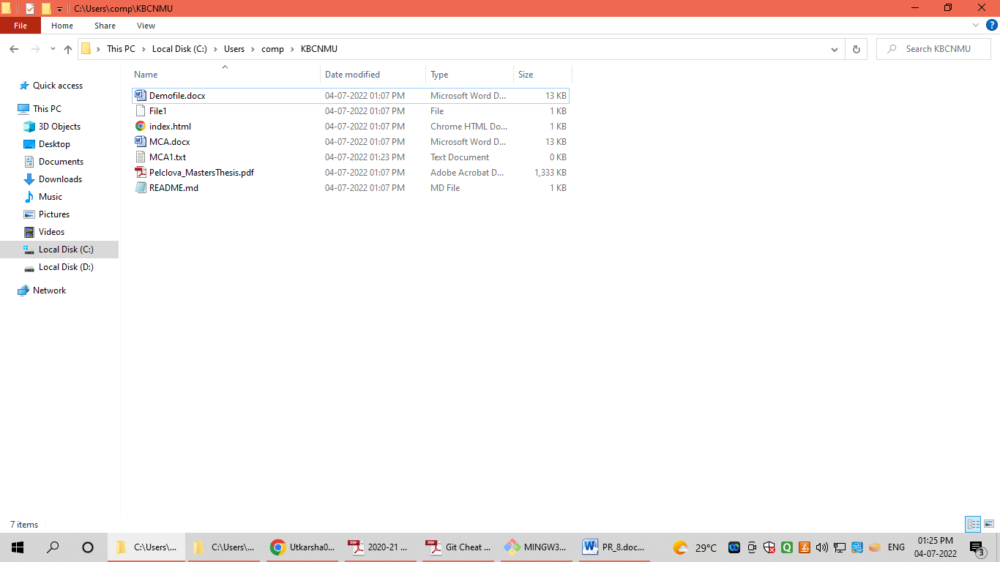 C:\Users\comp\KBCNMU
File Home Share View
This PC Local Disk (C:) Users comp KBCNMU Search KBCNMU
Name Date modified Type Size
Quick access
This PC
3D Objects
Desktop
Documents
Downloads
Music
Pictures
Videos
Local Disk (C:)
Local Disk (D:)
Network
Demofile.docx 04-07-2022 01:07 PM Microsoft Word D... 13 KB
File1 04-07-2022 01:07 PM File 1 KB
index.html 04-07-2022 01:07 PM Chrome HTML Do... 1 KB
MCA.docx 04-07-2022 01:07 PM Microsoft Word D... 13 KB
MCA1.txt 04-07-2022 01:23 PM Text Document 0 KB
Pelclova_MastersThesis.pdf 04-07-2022 01:07 PM Adobe Acrobat D... 1,333 KB
README.md 04-07-2022 01:07 PM MD File 1 KB
7 items
C:\Users\... C:\Users\... Utkarsha0... 2020-21 ... Git Cheat ... MINGW3... PR_8.doc... 29°C ENG 01:25 PM
04-07-2022 3